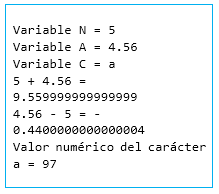 Variable N = 5
Variable A = 4.56
Variable C = a
5 + 4.56 =
9.559999999999999
4.56 - 5 = -
0.4400000000000004
Valor numérico del carácter
a = 97